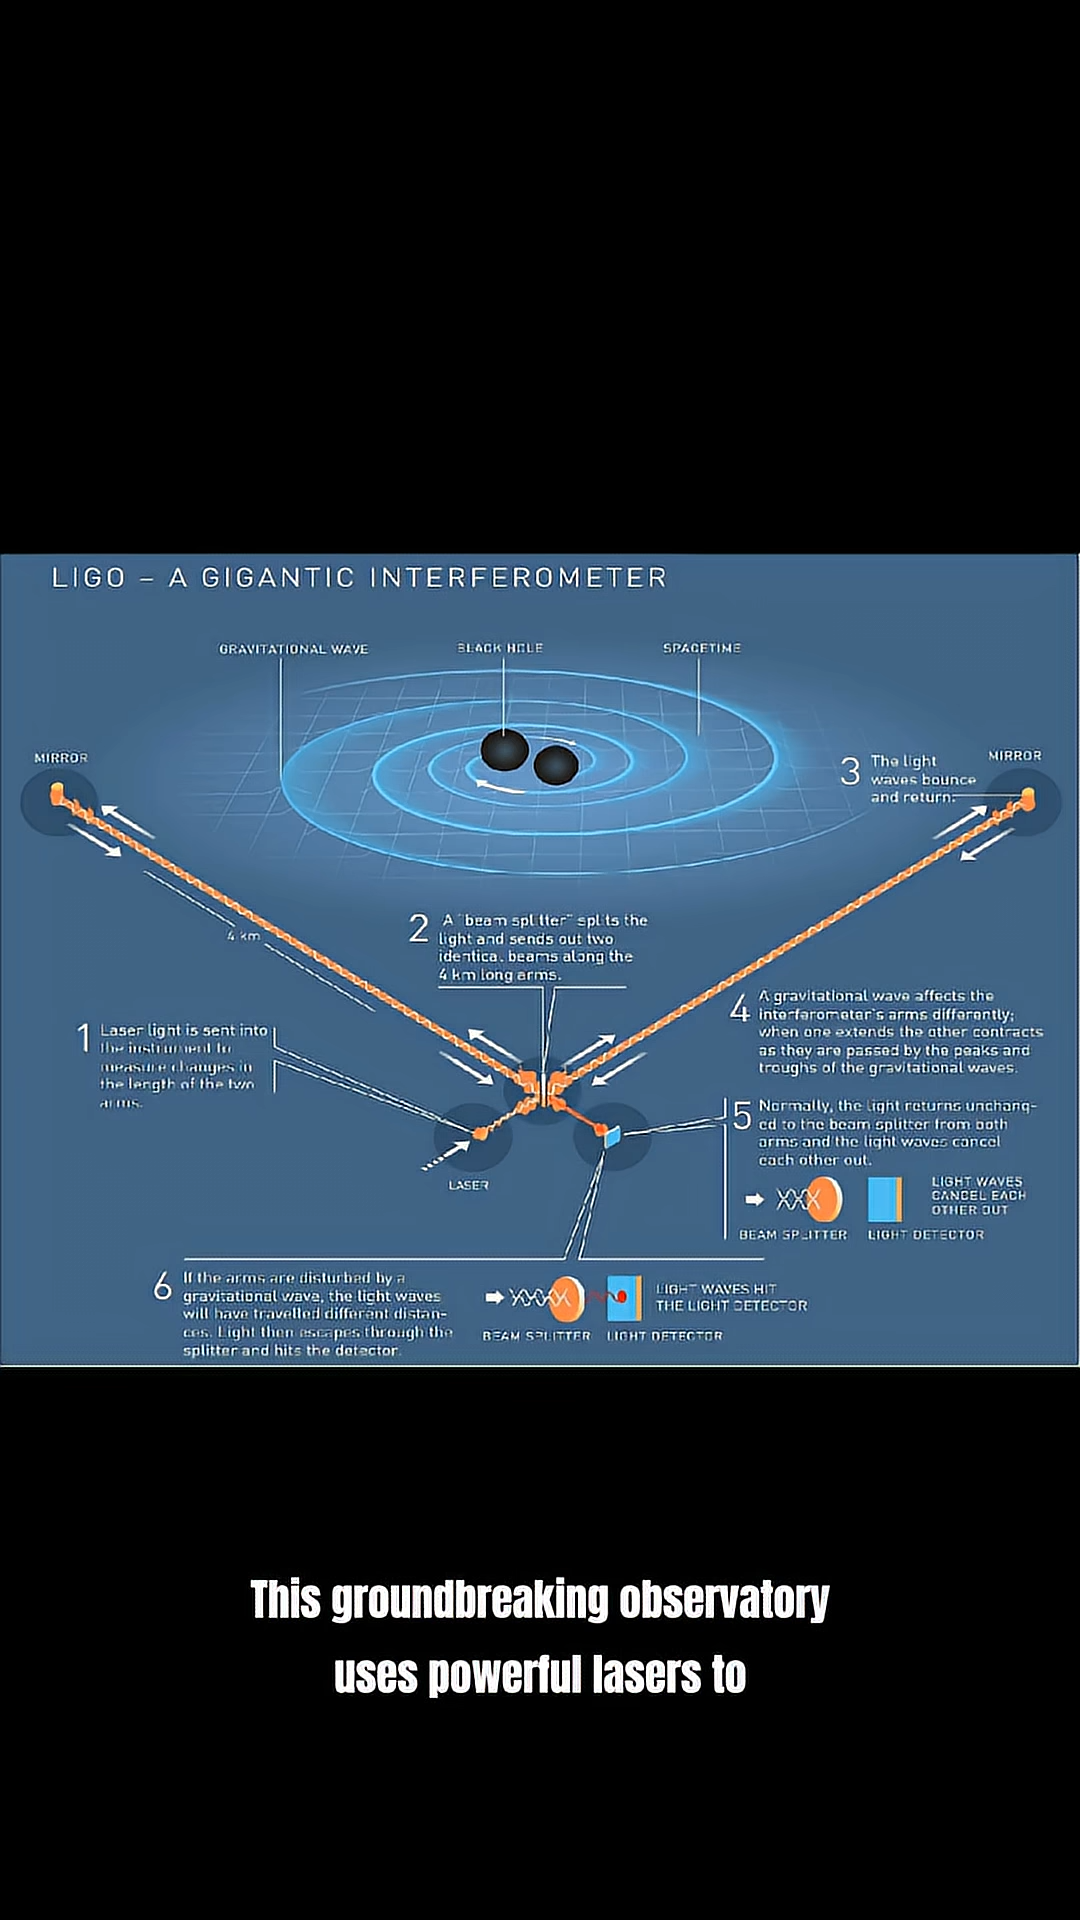 LIGO – A GIGANTIC INTERFEROMETER
GRAVITATIONAL WAVE
BLACK HOLE
SPACETIME
MIRROR
3
The light
waves bounce
and return.
MIRROR
4 km
2
A "beam splitter" splits the
light and sends out two
identical beams along the
4 km long arms.
1
Laser light is sent into
the instrument to
measure changes in
the length of the two
arms.
4
A gravitational wave affects the
interferometer's arms differently;
when one extends the other contracts
as they are passed by the peaks and
troughs of the gravitational waves.
5
Normally, the light returns unchang-
ed to the beam splitter from both
arms and the light waves cancel
each other out.
LASER
LIGHT WAVES
CANCEL EACH
OTHER OUT
BEAM SPLITTER
LIGHT DETECTOR
6
If the arms are disturbed by a
gravitational wave, the light waves
will have travelled different distan-
ces. Light then escapes through the
splitter and hits the detector.
LIGHT WAVES HIT
THE LIGHT DETECTOR
BEAM SPLITTER
LIGHT DETECTOR
This groundbreaking observatory
uses powerful lasers to